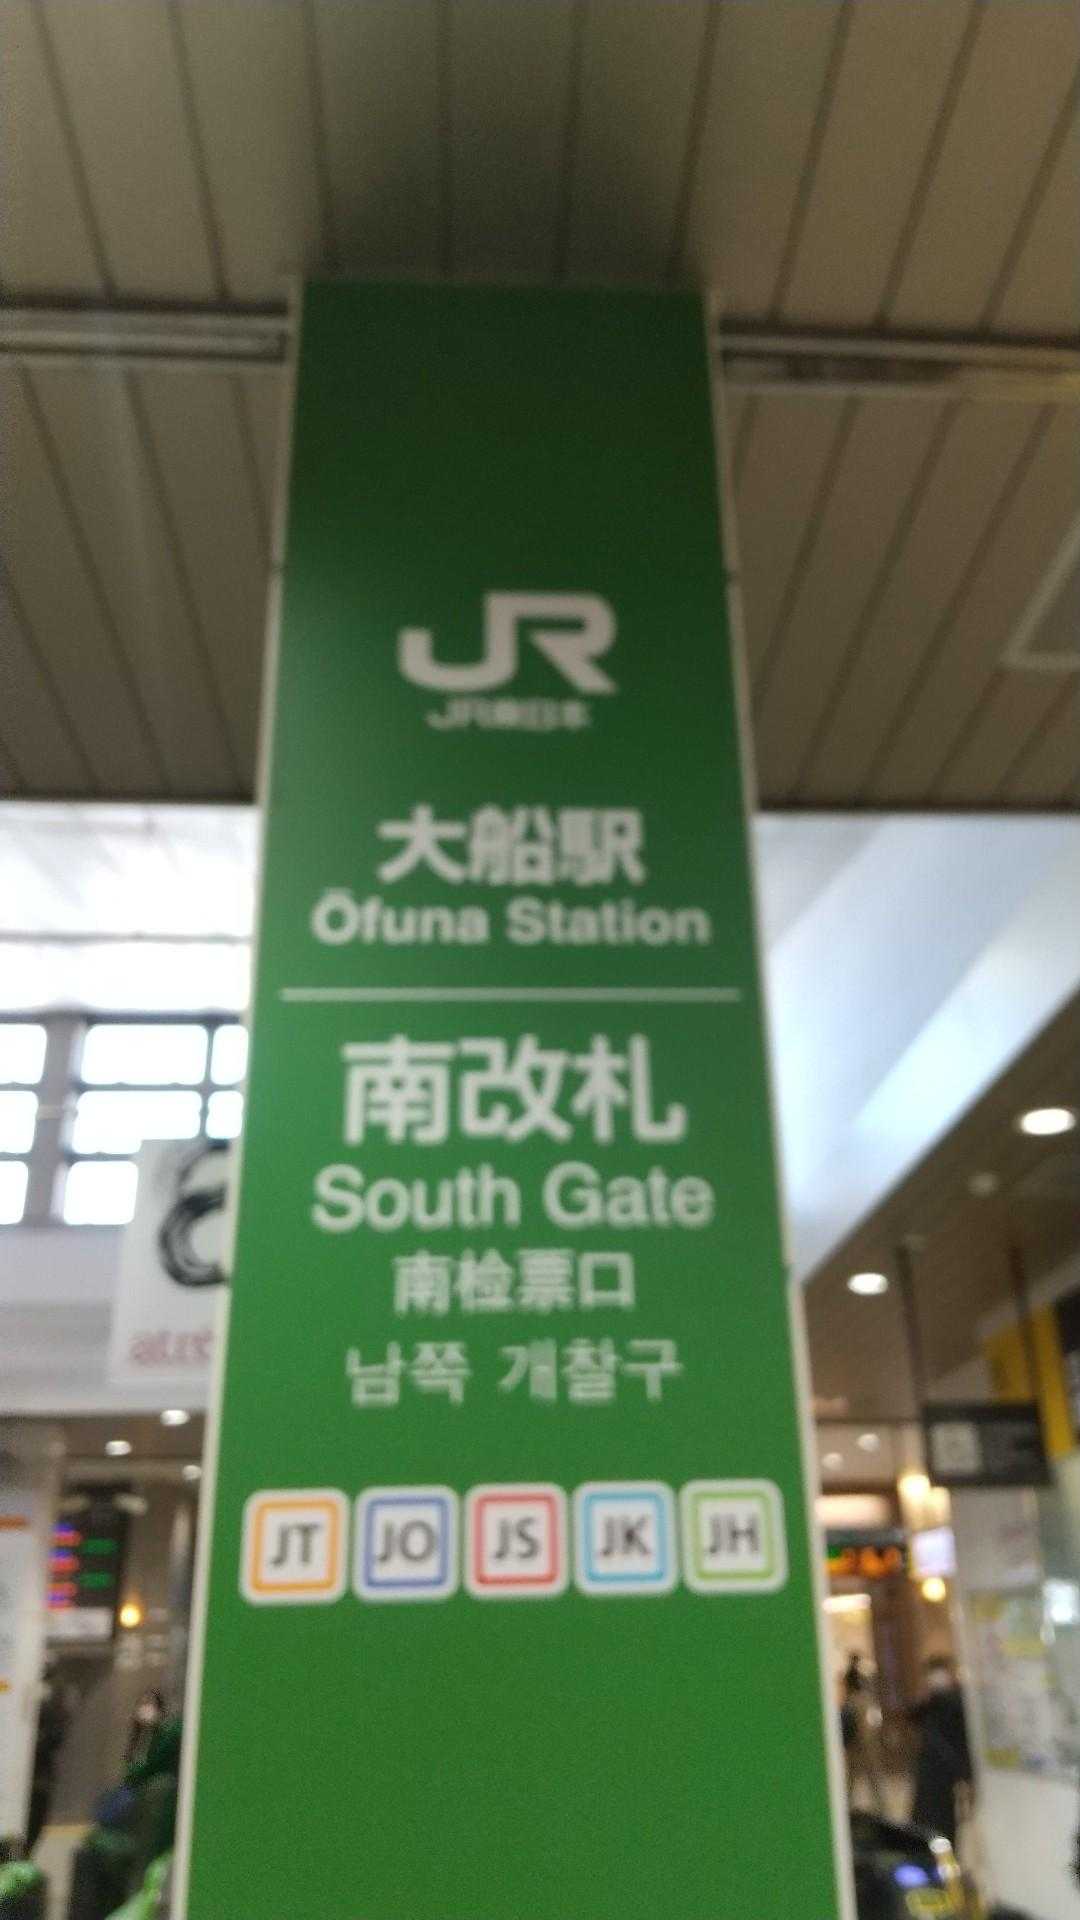 JR
JR東日本
大船駅
Ōfuna Station
南改札
South Gate
南检票口
남쪽 개찰구
JT JO JS JK JH
atré